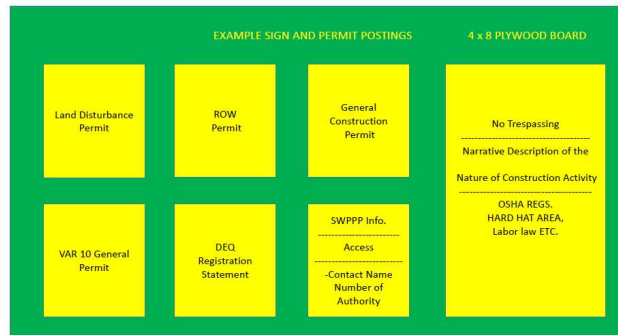 EXAMPLE SIGN AND PERMIT POSTINGS
4 x 8 PLYWOOD BOARD
Land Disturbance
Permit
ROW
Permit
General
Construction
Permit
No Trespassing
--------------------------------------
Narrative Description of the
Nature of Construction Activity
---------------------------------------
OSHA REGS.
HARD HAT AREA,
Labor law ETC.
VAR 10 General
Permit
DEQ
Registration
Statement
SWPPP Info.
------------------------
Access
--------------------------
-Contact Name
Number of
Authority